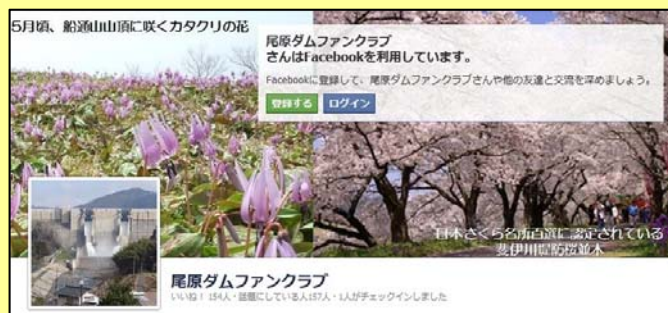 5月頃、船通山山頂に咲くカタクリの花
尾原ダムファンクラブ
さんはFacebookを利用しています。
Facebookに登録して、尾原ダムファンクラブさんや他の友達と交流を深めましょう。
登録する ログイン
日本さくら名所百選に認定されている
斐伊川堤防桜並木
尾原ダムファンクラブ
いいね！ 154人・話題にしている人157人・1人がチェックインしました